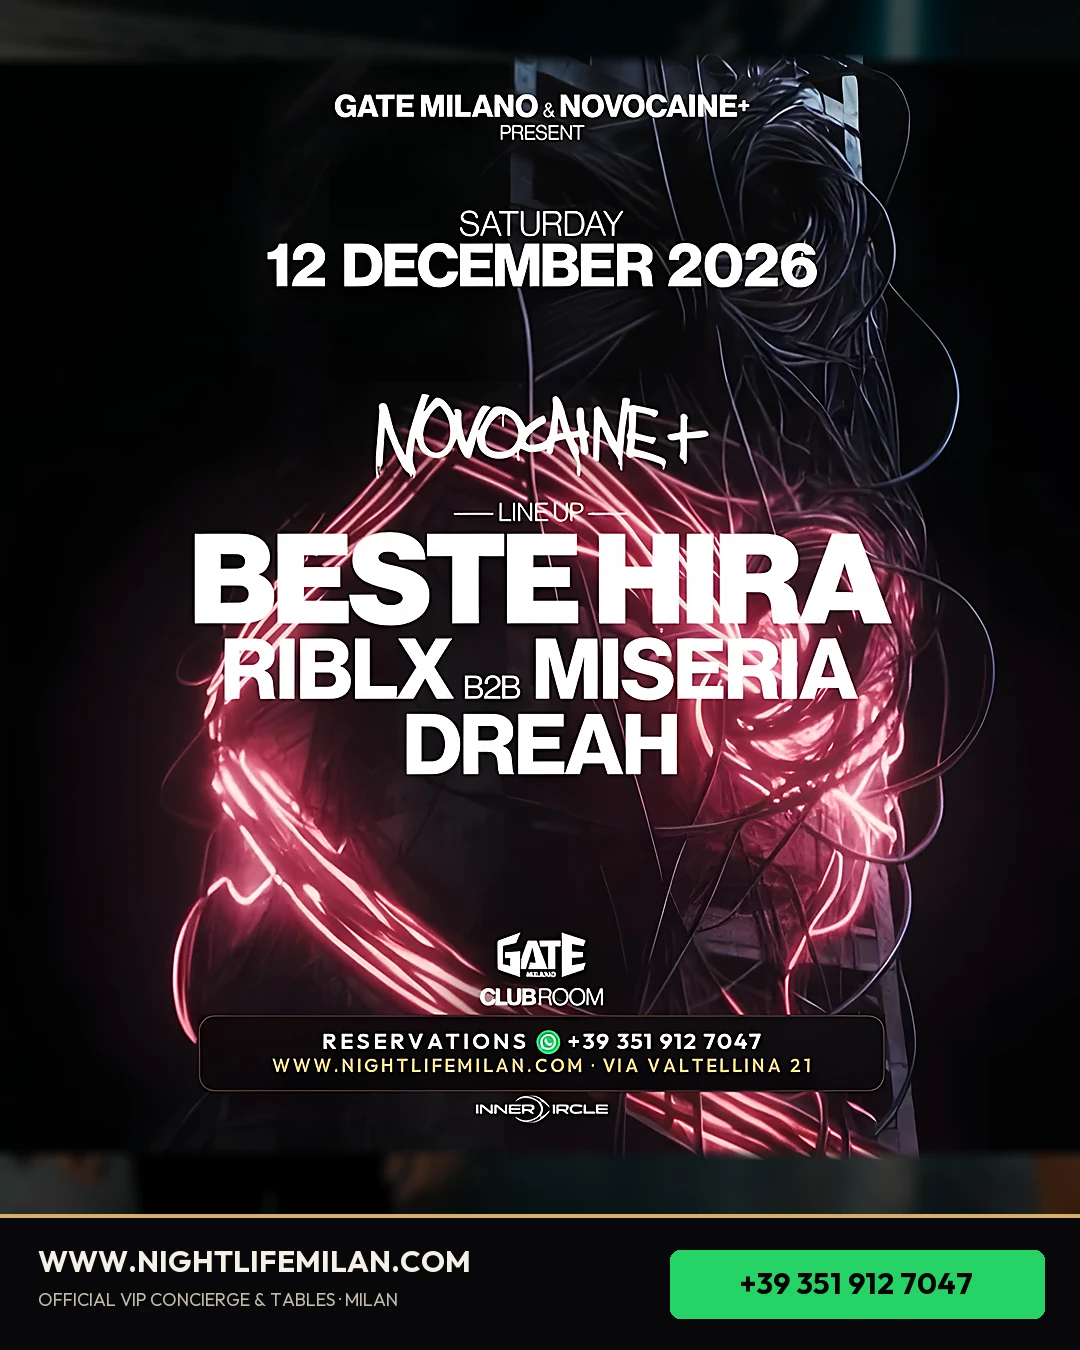 GATE MILANO & NOVOCAINE+
PRESENT
SATURDAY
12 DECEMBER 2026
NOVOCAINE+
LINE UP
BESTE HIRA
RIBLX B2B MISERIA
DREAH
GATE
MILANO
CLUBROOM
RESERVATIONS +39 351 912 7047
WWW.NIGHTLIFEMILAN.COM · VIA VALTELLINA 21
INNER CIRCLE
WWW.NIGHTLIFEMILAN.COM
OFFICIAL VIP CONCIERGE & TABLES · MILAN
+39 351 912 7047